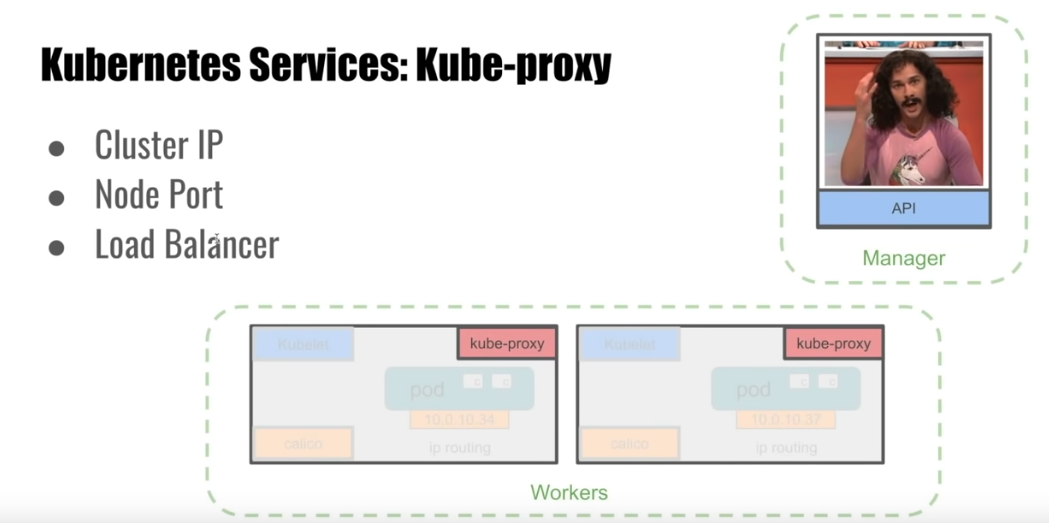 Kubernetes Services: Kube-proxy
● Cluster IP
● Node Port
● Load Balancer
API
Manager
Kubelet
kube-proxy
pod
c c
10.0.10.34
calico
ip routing
Kubelet
kube-proxy
pod
c c
10.0.10.37
calico
ip routing
Workers